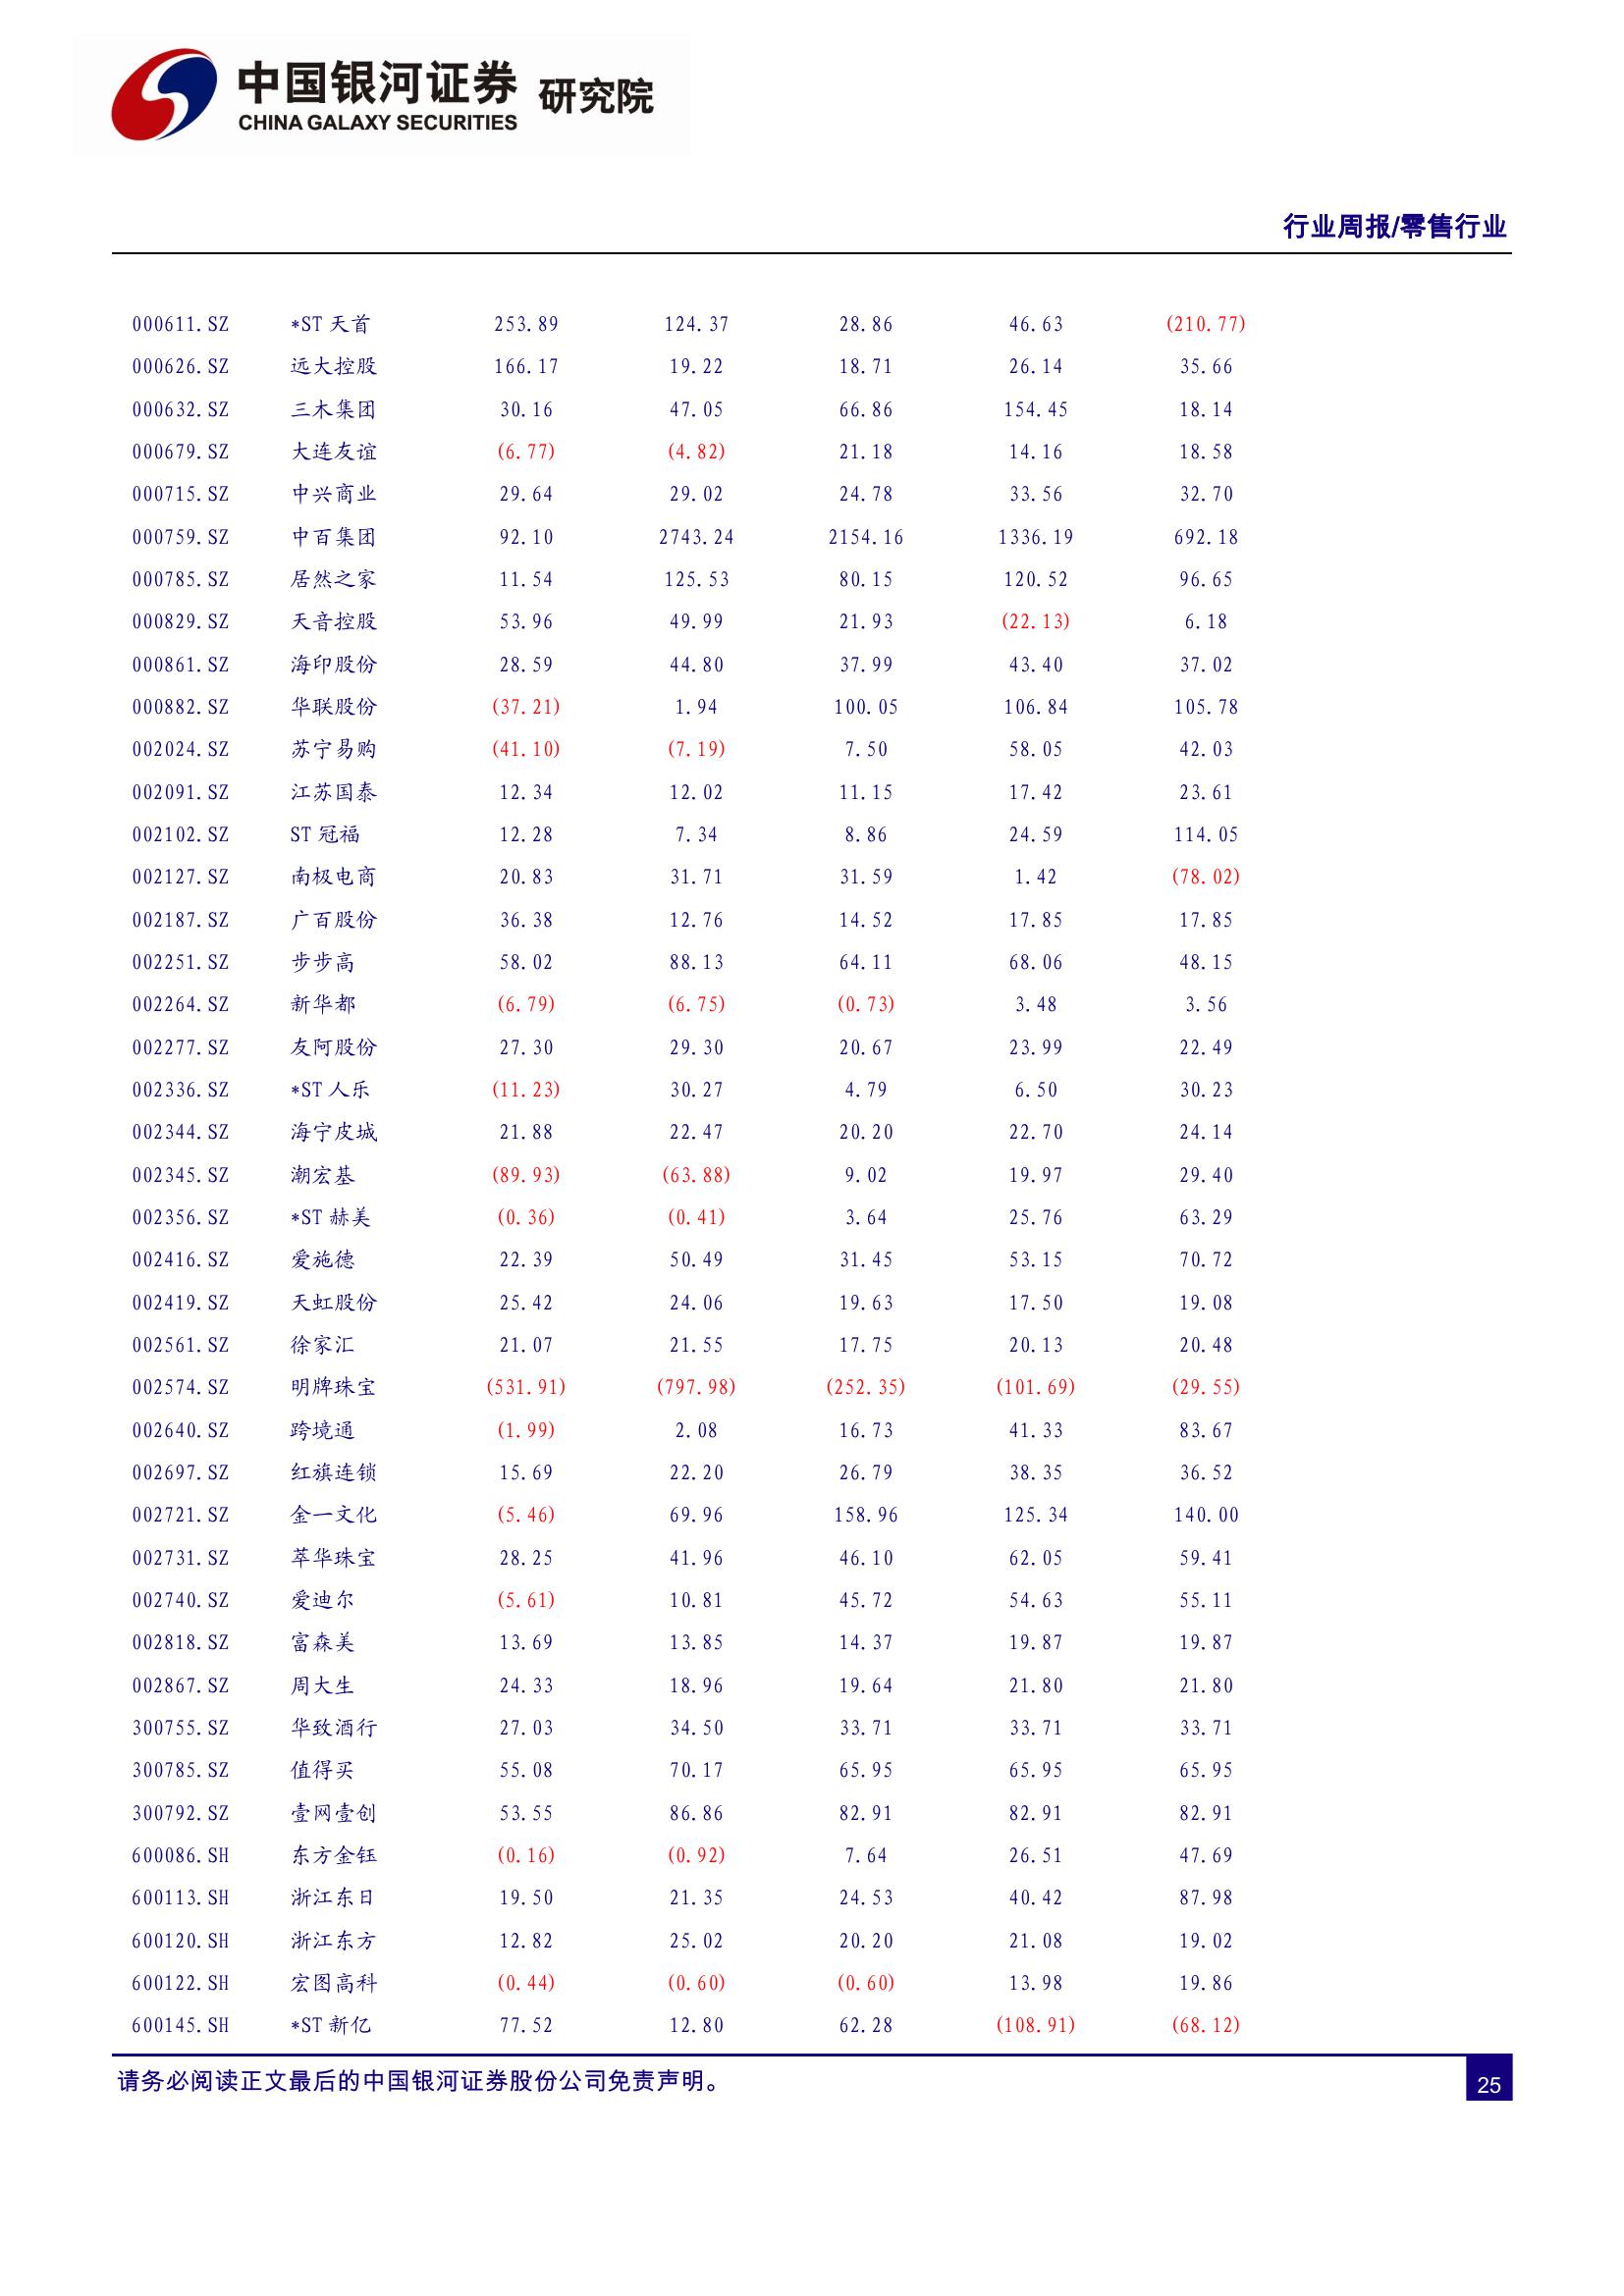 中国银河证券 研究院
CHINA GALAXY SECURITIES
行业周报/零售行业
000611.SZ *ST天首 253.89 124.37 28.86 46.63 (210.77)
000626.SZ 远大控股 166.17 19.22 18.71 26.14 35.66
000632.SZ 三木集团 30.16 47.05 66.86 154.45 18.14
000679.SZ 大连友谊 (6.77) (4.82) 21.18 14.16 18.58
000715.SZ 中兴商业 29.64 29.02 24.78 33.56 32.70
000759.SZ 中百集团 92.10 2743.24 2154.16 1336.19 692.18
000785.SZ 居然之家 11.54 125.53 80.15 120.52 96.65
000829.SZ 天音控股 53.96 49.99 21.93 (22.13) 6.18
000861.SZ 海印股份 28.59 44.80 37.99 43.40 37.02
000882.SZ 华联股份 (37.21) 1.94 100.05 106.84 105.78
002024.SZ 苏宁易购 (41.10) (7.19) 7.50 58.05 42.03
002091.SZ 江苏国泰 12.34 12.02 11.15 17.42 23.61
002102.SZ ST冠福 12.28 7.34 8.86 24.59 114.05
002127.SZ 南极电商 20.83 31.71 31.59 1.42 (78.02)
002187.SZ 广百股份 36.38 12.76 14.52 17.85 17.85
002251.SZ 步步高 58.02 88.13 64.11 68.06 48.15
002264.SZ 新华都 (6.79) (6.75) (0.73) 3.48 3.56
002277.SZ 友阿股份 27.30 29.30 20.67 23.99 22.49
002336.SZ *ST人乐 (11.23) 30.27 4.79 6.50 30.23
002344.SZ 海宁皮城 21.88 22.47 20.20 22.70 24.14
002345.SZ 潮宏基 (89.93) (63.88) 9.02 19.97 29.40
002356.SZ *ST赫美 (0.36) (0.41) 3.64 25.76 63.29
002416.SZ 爱施德 22.39 50.49 31.45 53.15 70.72
002419.SZ 天虹股份 25.42 24.06 19.63 17.50 19.08
002561.SZ 徐家汇 21.07 21.55 17.75 20.13 20.48
002574.SZ 明牌珠宝 (531.91) (797.98) (252.35) (101.69) (29.55)
002640.SZ 跨境通 (1.99) 2.08 16.73 41.33 83.67
002697.SZ 红旗连锁 15.69 22.20 26.79 38.35 36.52
002721.SZ 金一文化 (5.46) 69.96 158.96 125.34 140.00
002731.SZ 萃华珠宝 28.25 41.96 46.10 62.05 59.41
002740.SZ 爱迪尔 (5.61) 10.81 45.72 54.63 55.11
002818.SZ 富森美 13.69 13.85 14.37 19.87 19.87
002867.SZ 周大生 24.33 18.96 19.64 21.80 21.80
300755.SZ 华致酒行 27.03 34.50 33.71 33.71 33.71
300785.SZ 值得买 55.08 70.17 65.95 65.95 65.95
300792.SZ 壹网壹创 53.55 86.86 82.91 82.91 82.91
600086.SH 东方金钰 (0.16) (0.92) 7.64 26.51 47.69
600113.SH 浙江东日 19.50 21.35 24.53 40.42 87.98
600120.SH 浙江东方 12.82 25.02 20.20 21.08 19.02
600122.SH 宏图高科 (0.44) (0.60) (0.60) 13.98 19.86
600145.SH *ST新亿 77.52 12.80 62.28 (108.91) (68.12)
请务必阅读正文最后的中国银河证券股份公司免责声明。
25